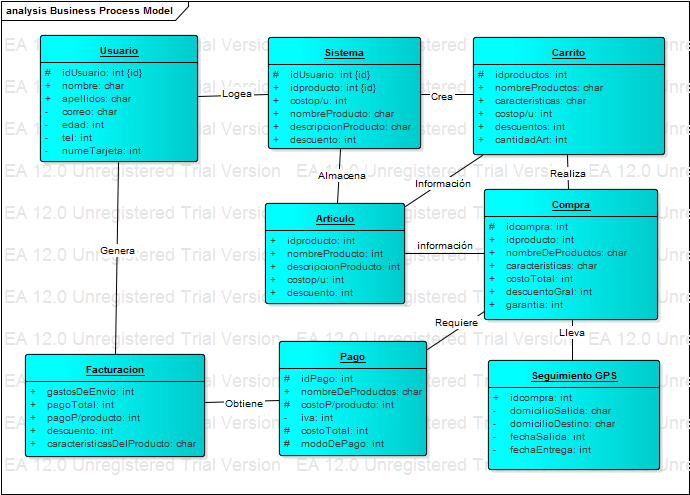 analysis Business Process Model
EA 12.0 Unregistered Trial Version
Usuario
# idUsuario: int {id}
+ nombre: char
+ apellidos: char
- correo: char
- edad: int
- tel: int
- numeTarjeta: int
Logea
Sistema
# idUsuario: int {id}
+ idproducto: int {id}
+ costop/u: int
+ nombreProducto: char
+ descripcionProducto: char
+ descuento: int
Crea
Carrito
# idproductos: int
+ nombreProductos: char
+ caracteristicas: char
+ costop/u: int
+ descuentos: int
+ cantidadArt: int
Almacena
Información
Realiza
Articulo
+ idproducto: int
+ nombreProducto: int
+ descripcionProducto: int
+ costop/u: int
+ descuento: int
información
Compra
# idcompra: int
+ idproducto: int
# nombreDeProductos: char
+ caracteristicas: char
+ costoTotal: int
+ descuentoGral: int
+ garantia: int
Genera
Requiere
Lleva
Facturacion
+ gastosDeEnvio: int
+ pagoTotal: int
+ pagoP/producto: int
+ descuento: int
+ caracteristicasDelProducto: char
Obtiene
Pago
# idPago: int
+ nombreDeProductos: char
# costoP/producto: int
- iva: int
# costoTotal: int
# modoDePago: int
Seguimiento GPS
+ idcompra: int
- domicilioSalida: char
- domicilioDestino: char
- fechaSalida: int
- fechaEntrega: int